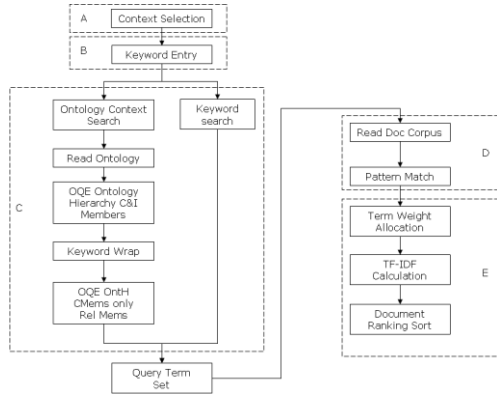 A
Context Selection
B
Keyword Entry
C
Ontology Context
Search
Keyword
search
Read Ontology
OQE Ontology
Hierarchy C&I
Members
Keyword Wrap
OQE OntH
CMems only
Rel Mems
Query Term
Set
Read Doc Corpus
D
Pattern Match
Term Weight
Allocation
TF-IDF
Calculation
E
Document
Ranking Sort